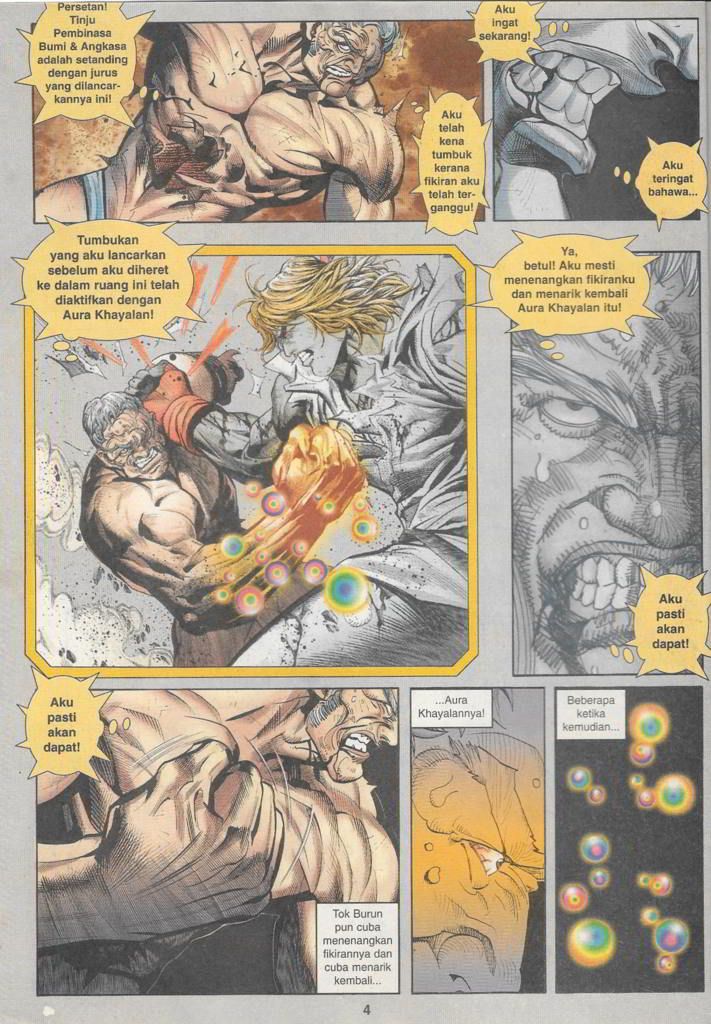 Persetan!
Tinju
Pembinasa
Bumi & Angkasa
adalah setanding
dengan jurus
yang dilancar-
kannya ini!
Aku
telah
kena
tumbuk
kerana
fikiran aku
telah ter-
ganggu!
Aku
ingat
sekarang!
Aku
teringat
bahawa...
Tumbukan
yang aku lancarkan
sebelum aku diheret
ke dalam ruang ini telah
diaktifkan dengan
Aura Khayalan!
Ya,
betul! Aku mesti
menenangkan fikiranku
dan menarik kembali
Aura Khayalan itu!
Aku
pasti
akan
dapat!
Aku
pasti
akan
dapat!
Tok Burun
pun cuba
menenangkan
fikirannya dan
cuba menarik
kembali...
...Aura
Khayalannya!
Beberapa
ketika
kemudian...
4